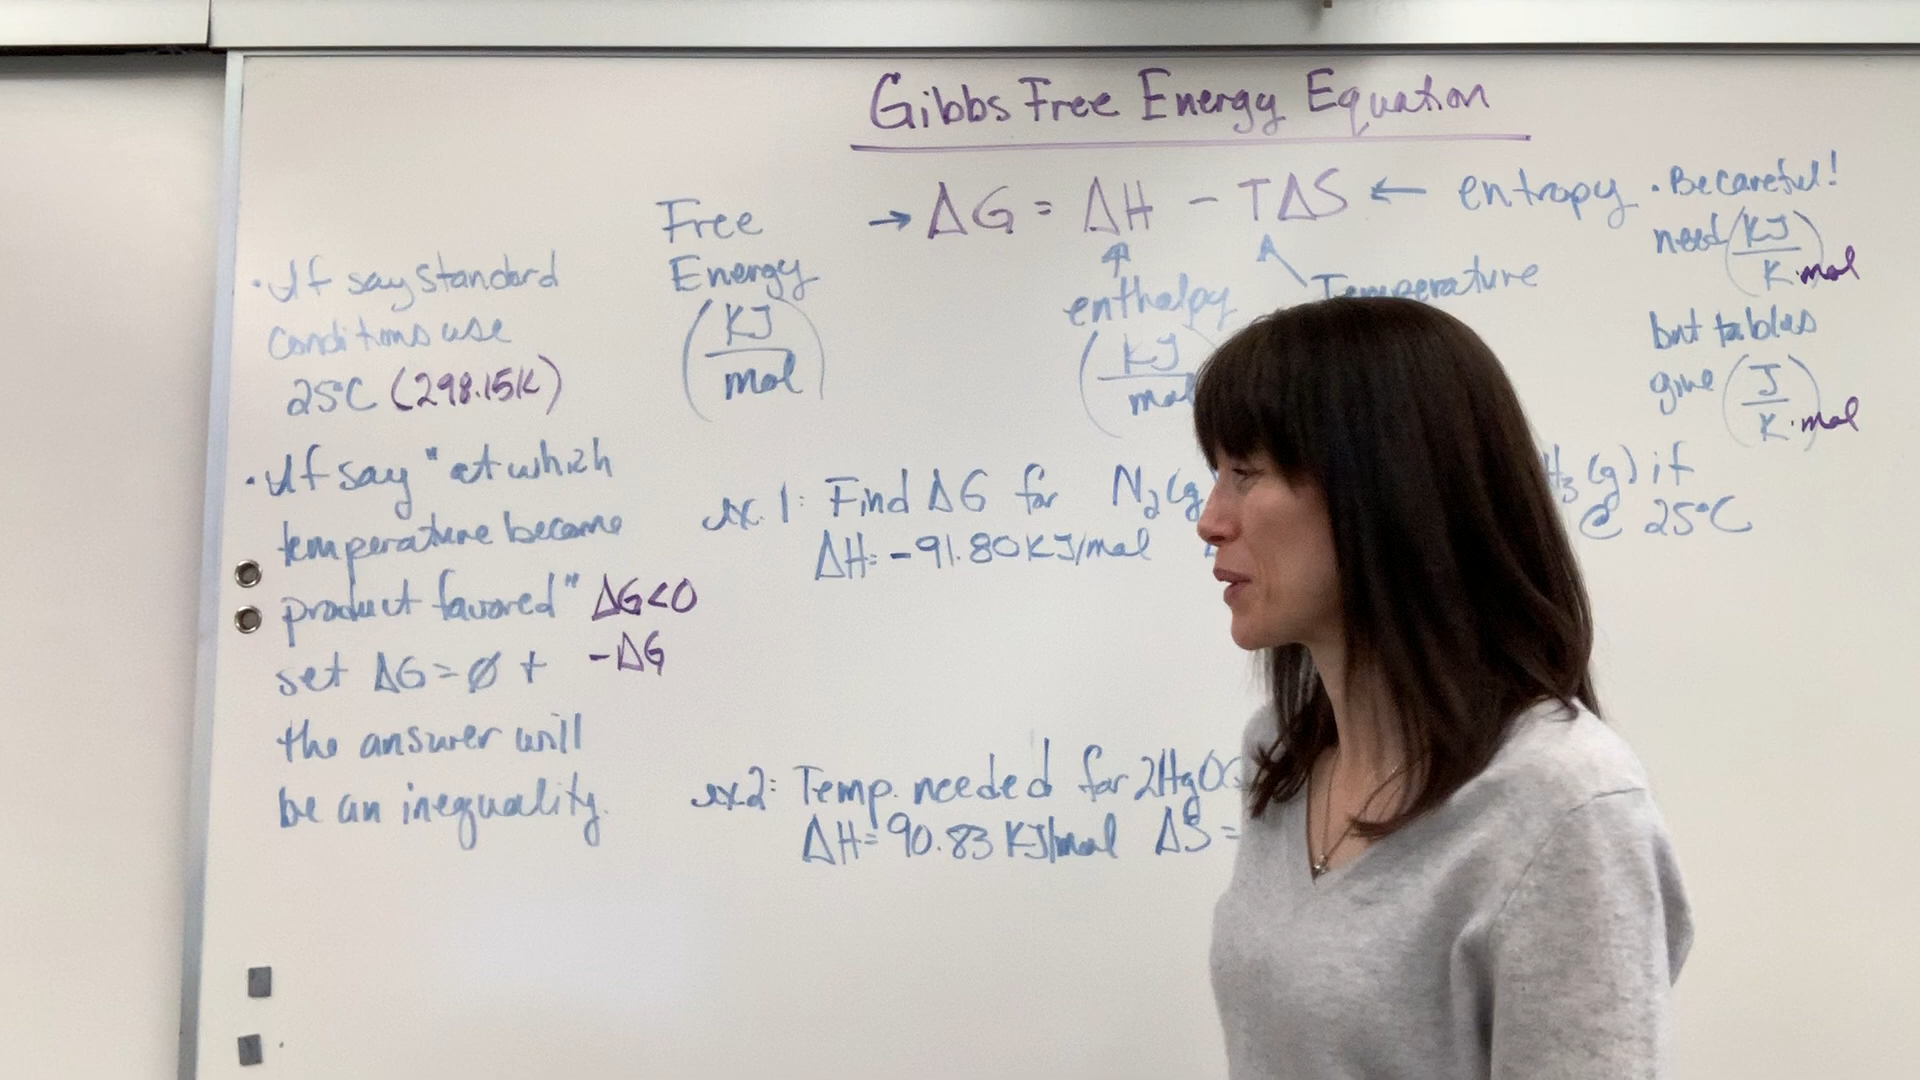 Gibbs Free Energy Equation
→ ΔG = ΔH - TΔS ← entropy
Free
Energy
(KJ/mol)
enthalpy
(KJ/mol
Temperature
• Be careful!
need (KJ/K·mol)
but tables
give (J/K·mol)
• If say standard
conditions use
25°C (298.15K)
• If say "at which
temperature become
product favored" ΔG<0
set ΔG=Ø + -ΔG
the answer will
be an inequality.
ex. 1: Find ΔG for N₂(g) H₃(g) if
ΔH= -91.80KJ/mol @ 25°C
ex2: Temp. needed for 2HgO
ΔH= 90.83 KJ/mol ΔS =